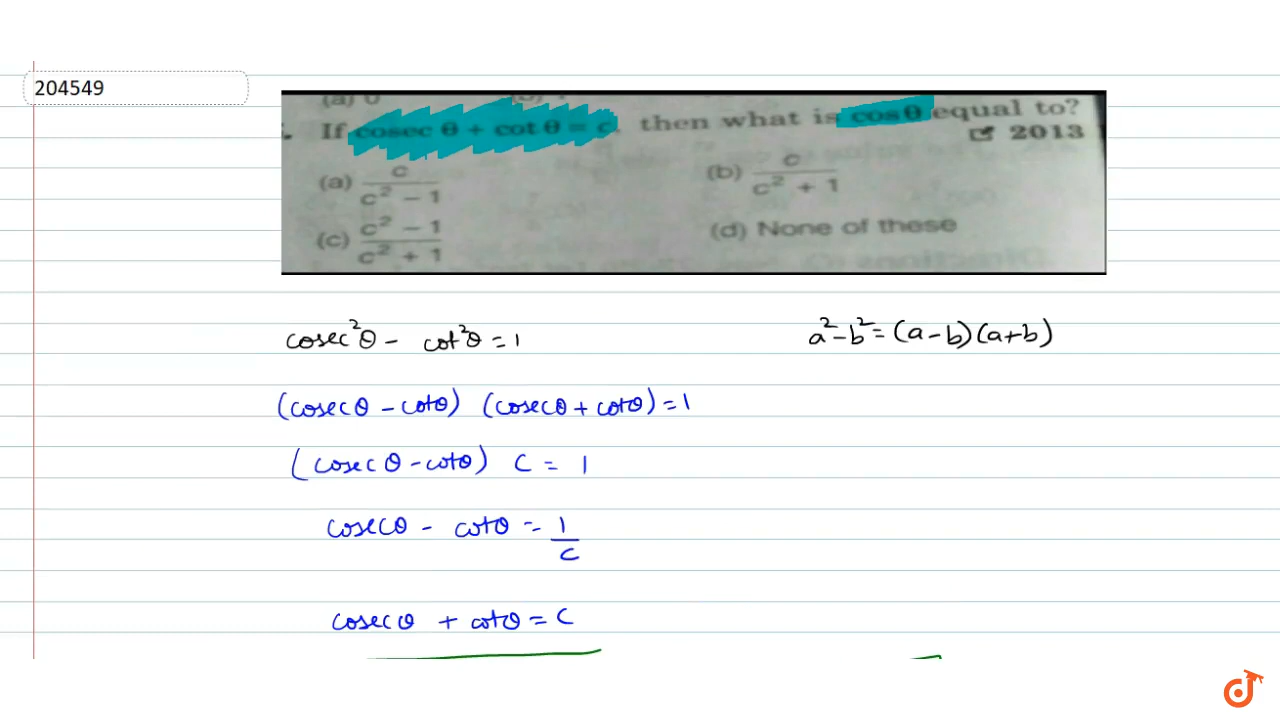 204549
If cosec θ + cot θ = c, then what is cos θ equal to?
2013
(a) c / c² − 1
(b) c / c² + 1
(c) c² − 1 / c² + 1
(d) None of these
cosec²θ − cot²θ = 1
a² − b² = (a − b)(a + b)
(cosecθ − cotθ) (cosecθ + cotθ) = 1
(cosecθ − cotθ) c = 1
cosecθ − cotθ = 1/c
cosecθ + cotθ = c